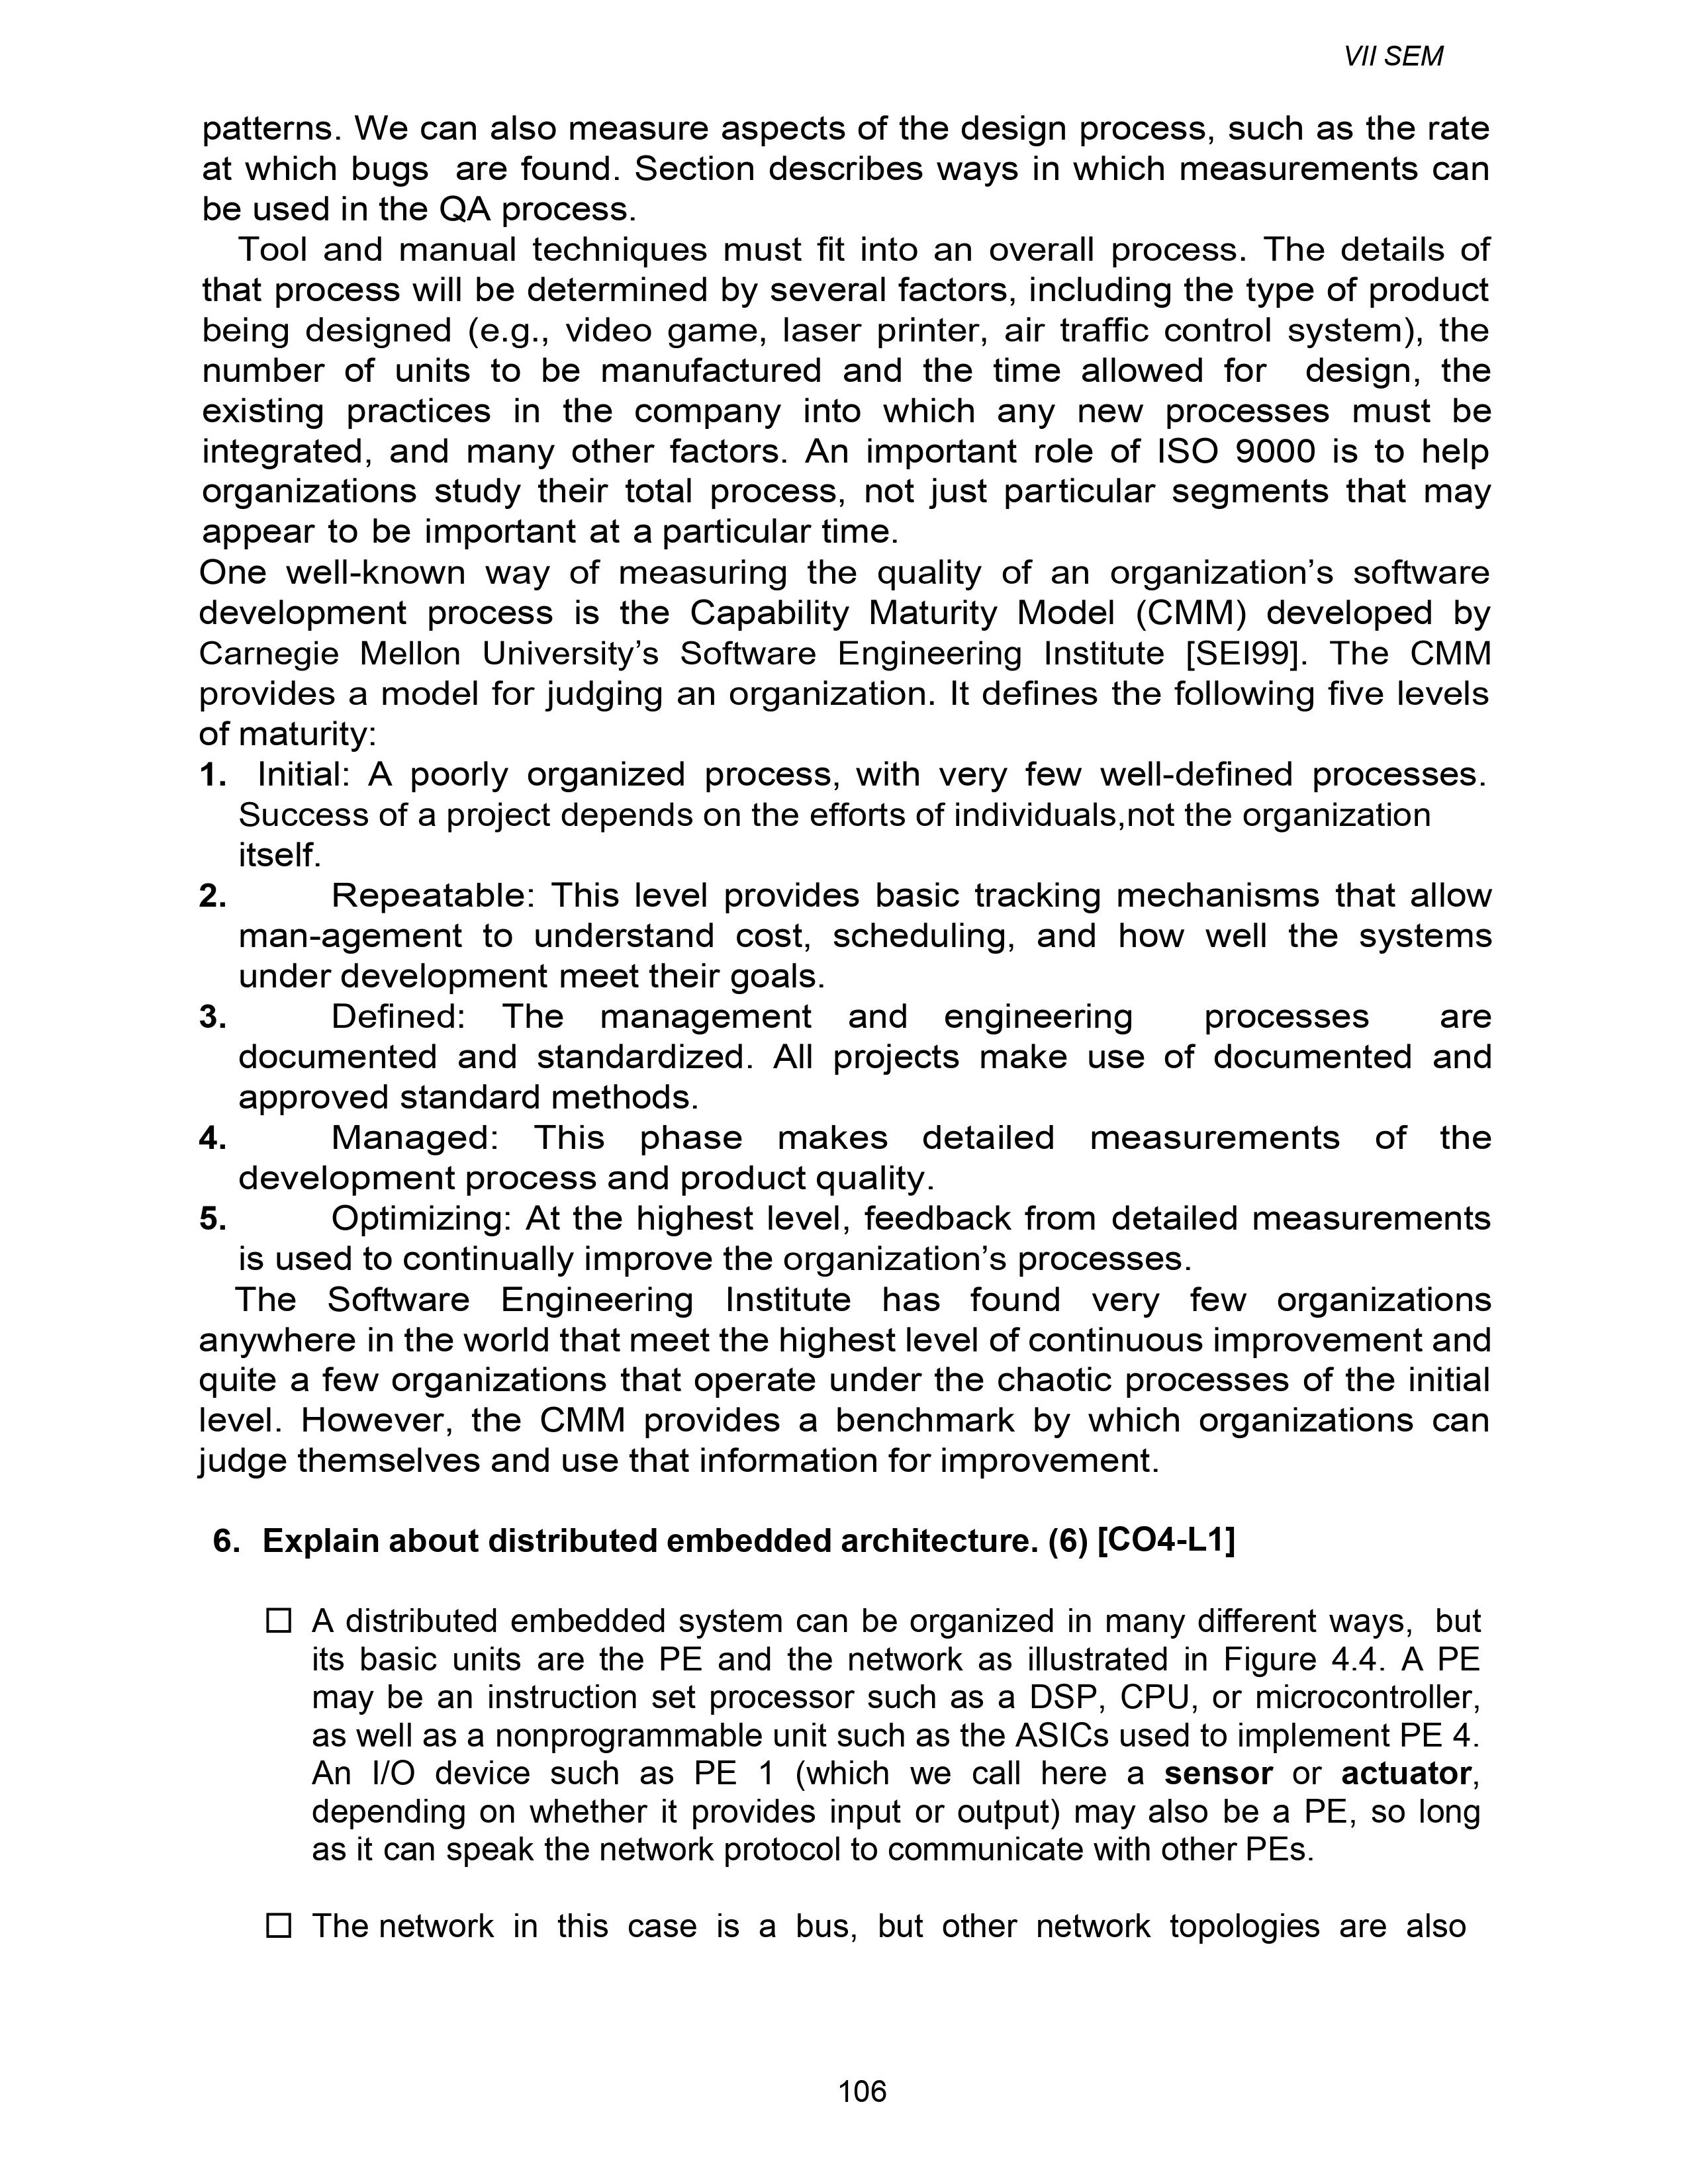 VII SEM
patterns. We can also measure aspects of the design process, such as the rate
at which bugs are found. Section describes ways in which measurements can
be used in the QA process.
Tool and manual techniques must fit into an overall process. The details of
that process will be determined by several factors, including the type of product
being designed (e.g., video game, laser printer, air traffic control system), the
number of units to be manufactured and the time allowed for design, the
existing practices in the company into which any new processes must be
integrated, and many other factors. An important role of ISO 9000 is to help
organizations study their total process, not just particular segments that may
appear to be important at a particular time.
One well-known way of measuring the quality of an organization’s software
development process is the Capability Maturity Model (CMM) developed by
Carnegie Mellon University’s Software Engineering Institute [SEI99]. The CMM
provides a model for judging an organization. It defines the following five levels
of maturity:
1. Initial: A poorly organized process, with very few well-defined processes.
Success of a project depends on the efforts of individuals,not the organization
itself.
2. Repeatable: This level provides basic tracking mechanisms that allow
man-agement to understand cost, scheduling, and how well the systems
under development meet their goals.
3. Defined: The management and engineering processes are
documented and standardized. All projects make use of documented and
approved standard methods.
4. Managed: This phase makes detailed measurements of the
development process and product quality.
5. Optimizing: At the highest level, feedback from detailed measurements
is used to continually improve the organization’s processes.
The Software Engineering Institute has found very few organizations
anywhere in the world that meet the highest level of continuous improvement and
quite a few organizations that operate under the chaotic processes of the initial
level. However, the CMM provides a benchmark by which organizations can
judge themselves and use that information for improvement.
6. Explain about distributed embedded architecture. (6) [CO4-L1]
☐ A distributed embedded system can be organized in many different ways, but
its basic units are the PE and the network as illustrated in Figure 4.4. A PE
may be an instruction set processor such as a DSP, CPU, or microcontroller,
as well as a nonprogrammable unit such as the ASICs used to implement PE 4.
An I/O device such as PE 1 (which we call here a sensor or actuator,
depending on whether it provides input or output) may also be a PE, so long
as it can speak the network protocol to communicate with other PEs.
☐ The network in this case is a bus, but other network topologies are also
106